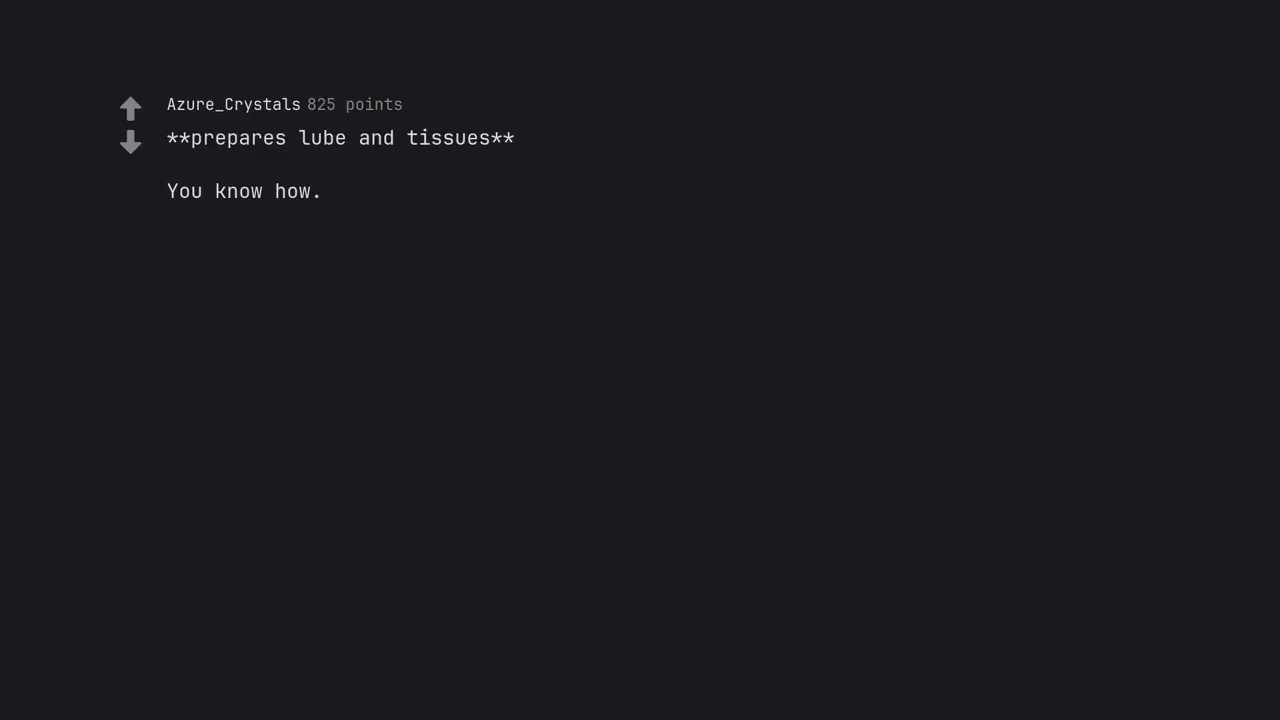 Azure_Crystals 825 points
**prepares lube and tissues**
You know how.